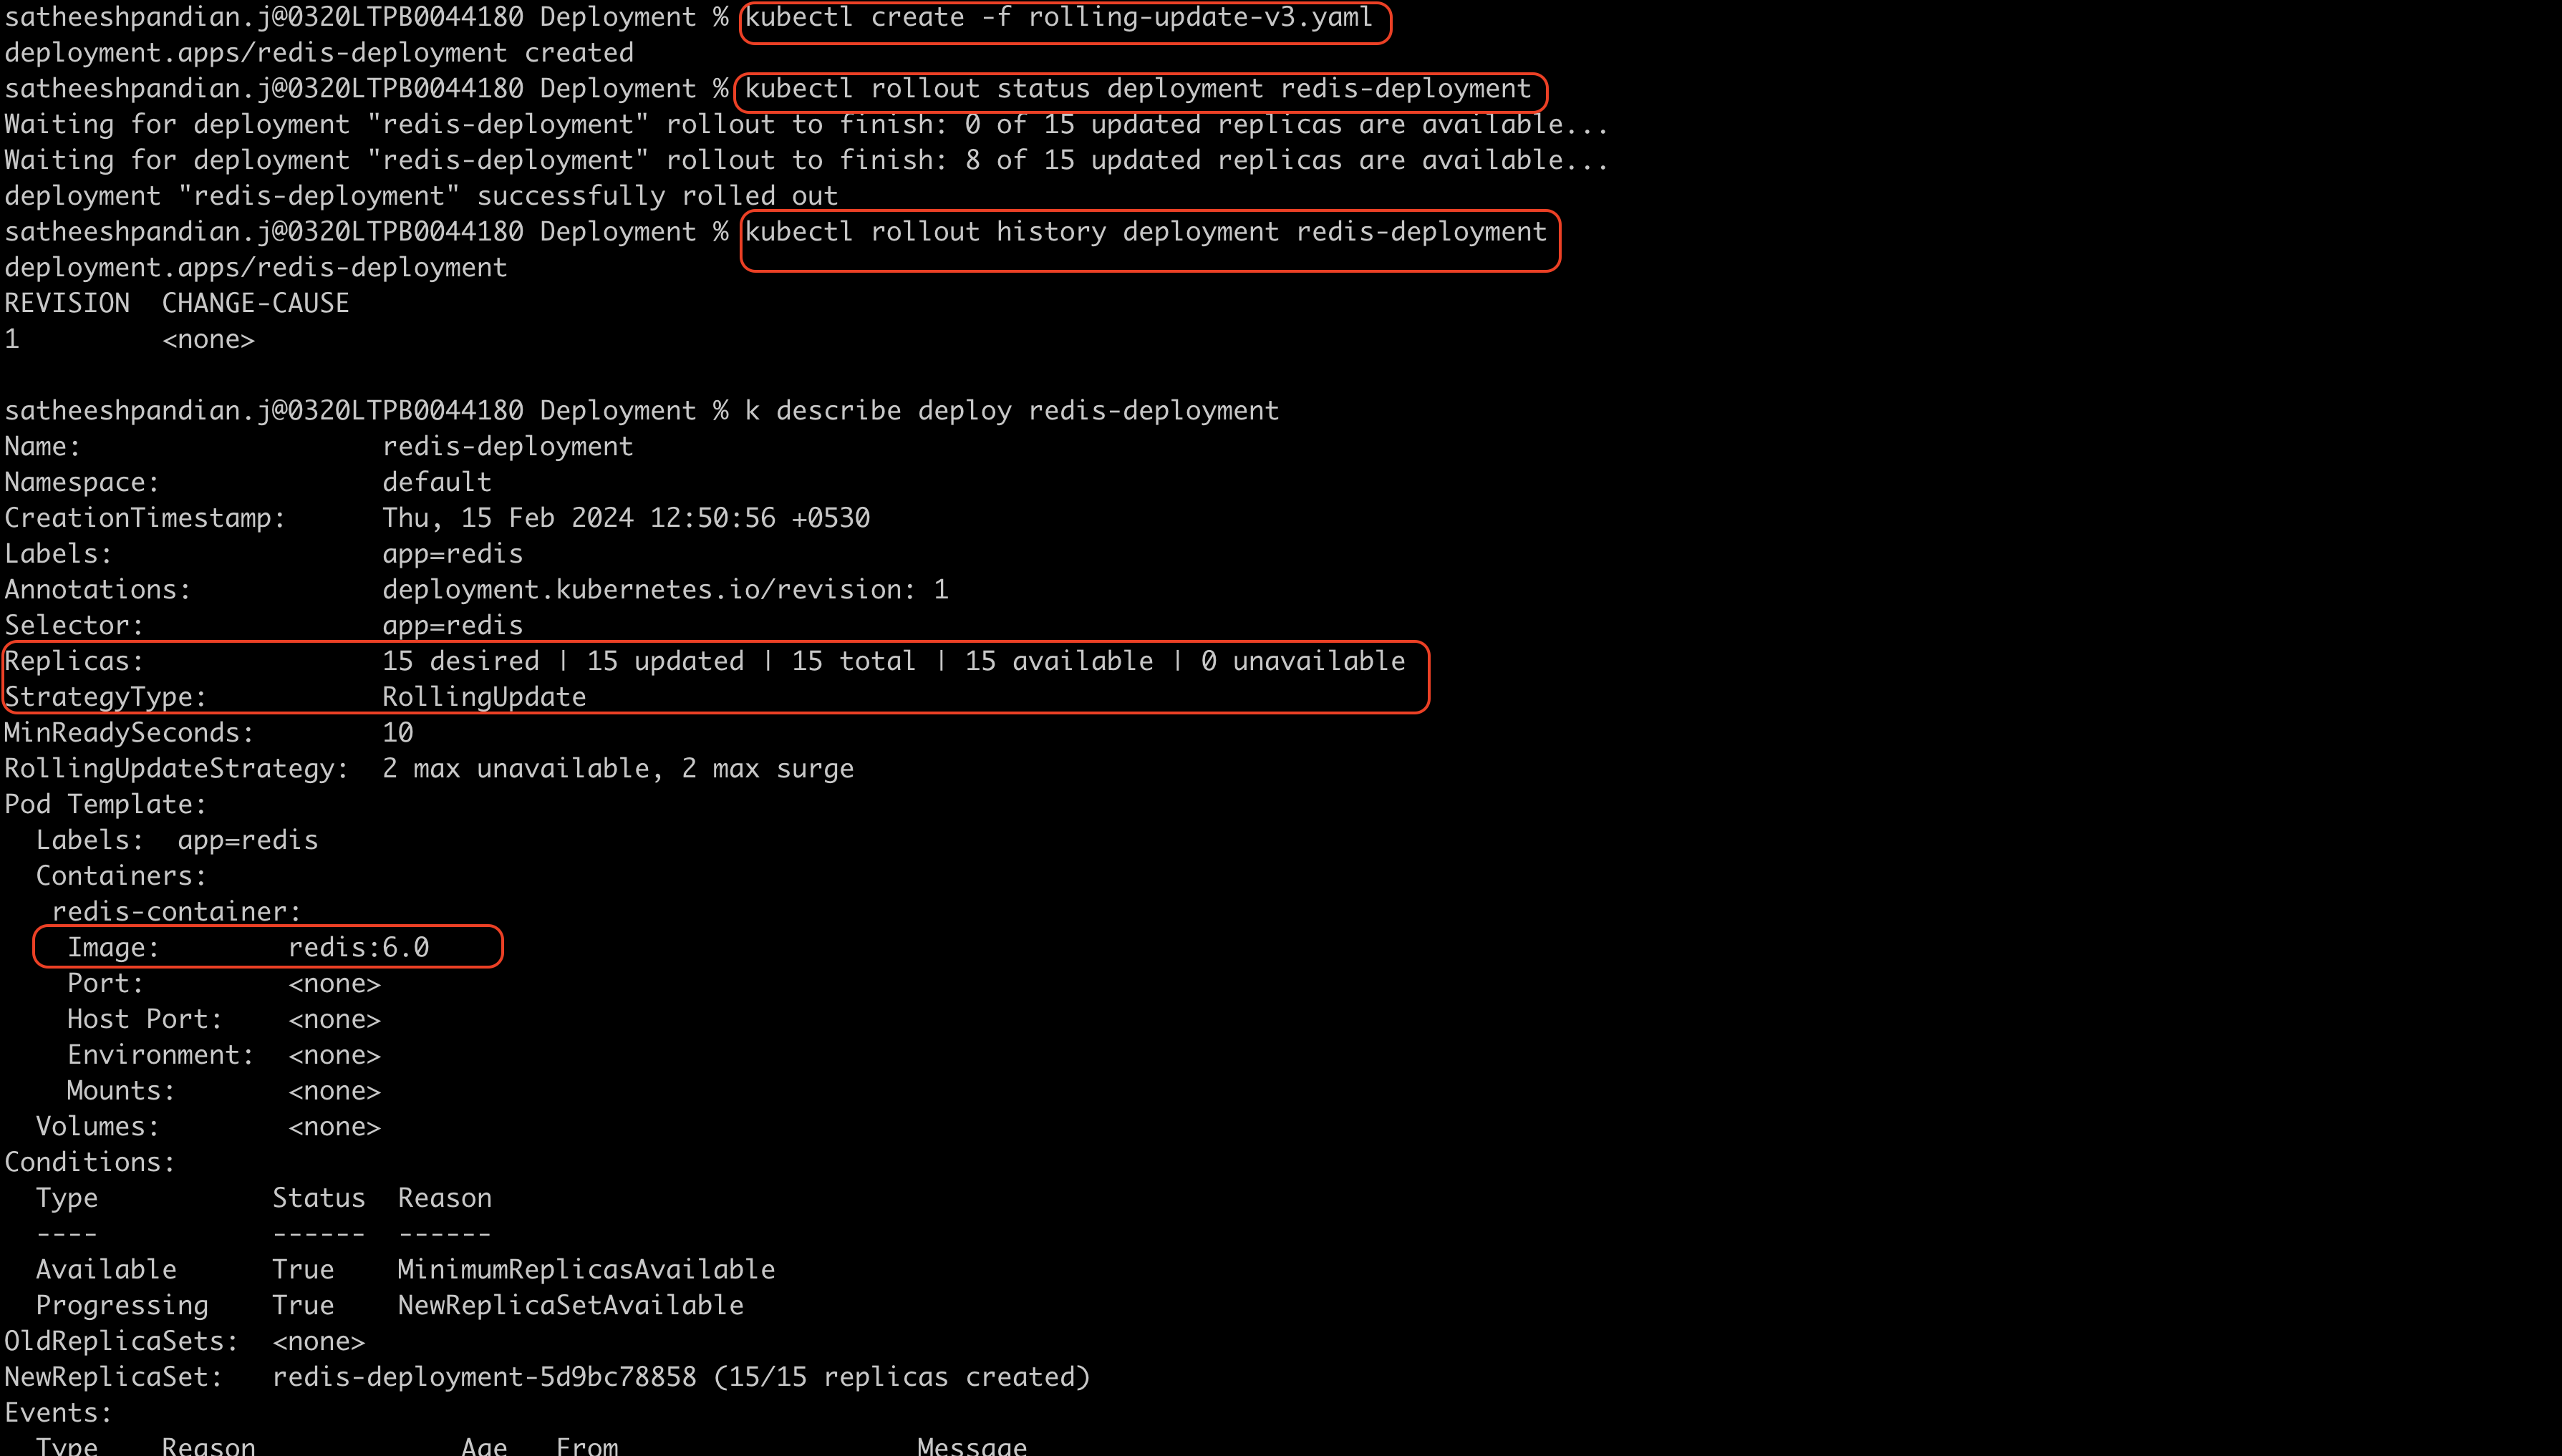 satheeshpandian.j@0320LTPB0044180 Deployment % kubectl create -f rolling-update-v3.yaml
deployment.apps/redis-deployment created
satheeshpandian.j@0320LTPB0044180 Deployment % kubectl rollout status deployment redis-deployment
Waiting for deployment "redis-deployment" rollout to finish: 0 of 15 updated replicas are available...
Waiting for deployment "redis-deployment" rollout to finish: 8 of 15 updated replicas are available...
deployment "redis-deployment" successfully rolled out
satheeshpandian.j@0320LTPB0044180 Deployment % kubectl rollout history deployment redis-deployment
deployment.apps/redis-deployment
REVISION  CHANGE-CAUSE
1         <none>
satheeshpandian.j@0320LTPB0044180 Deployment % k describe deploy redis-deployment
Name:                   redis-deployment
Namespace:              default
CreationTimestamp:      Thu, 15 Feb 2024 12:50:56 +0530
Labels:                 app=redis
Annotations:            deployment.kubernetes.io/revision: 1
Selector:               app=redis
Replicas:               15 desired | 15 updated | 15 total | 15 available | 0 unavailable
StrategyType:           RollingUpdate
MinReadySeconds:        10
RollingUpdateStrategy:  2 max unavailable, 2 max surge
Pod Template:
  Labels:  app=redis
  Containers:
   redis-container:
    Image:        redis:6.0
    Port:         <none>
    Host Port:    <none>
    Environment:  <none>
    Mounts:       <none>
  Volumes:        <none>
Conditions:
  Type           Status  Reason
  ----           ------  ------
  Available      True    MinimumReplicasAvailable
  Progressing    True    NewReplicaSetAvailable
OldReplicaSets:  <none>
NewReplicaSet:   redis-deployment-5d9bc78858 (15/15 replicas created)
Events:
  Type    Reason             Age   From                   Message